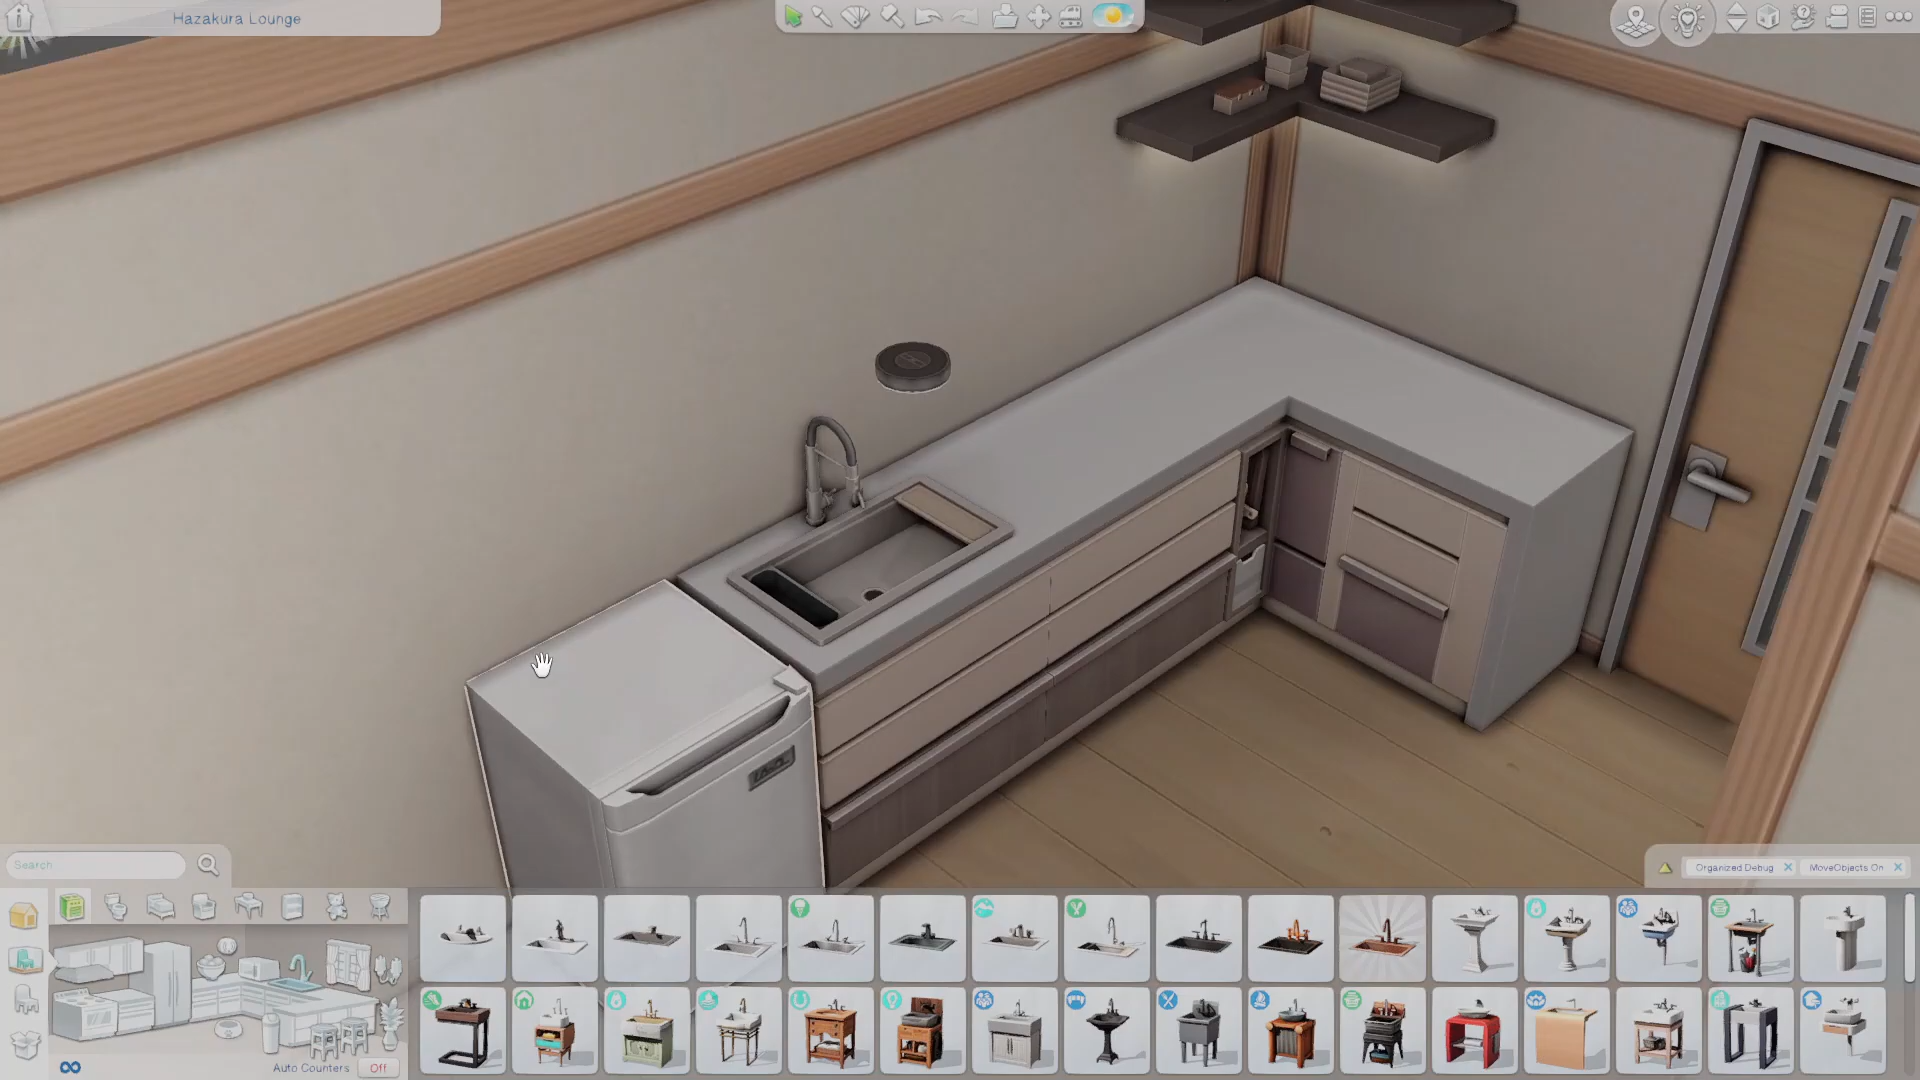 Hazakura Lounge
Search
Organized Debug
MoveObjects On
Auto Counters
Off